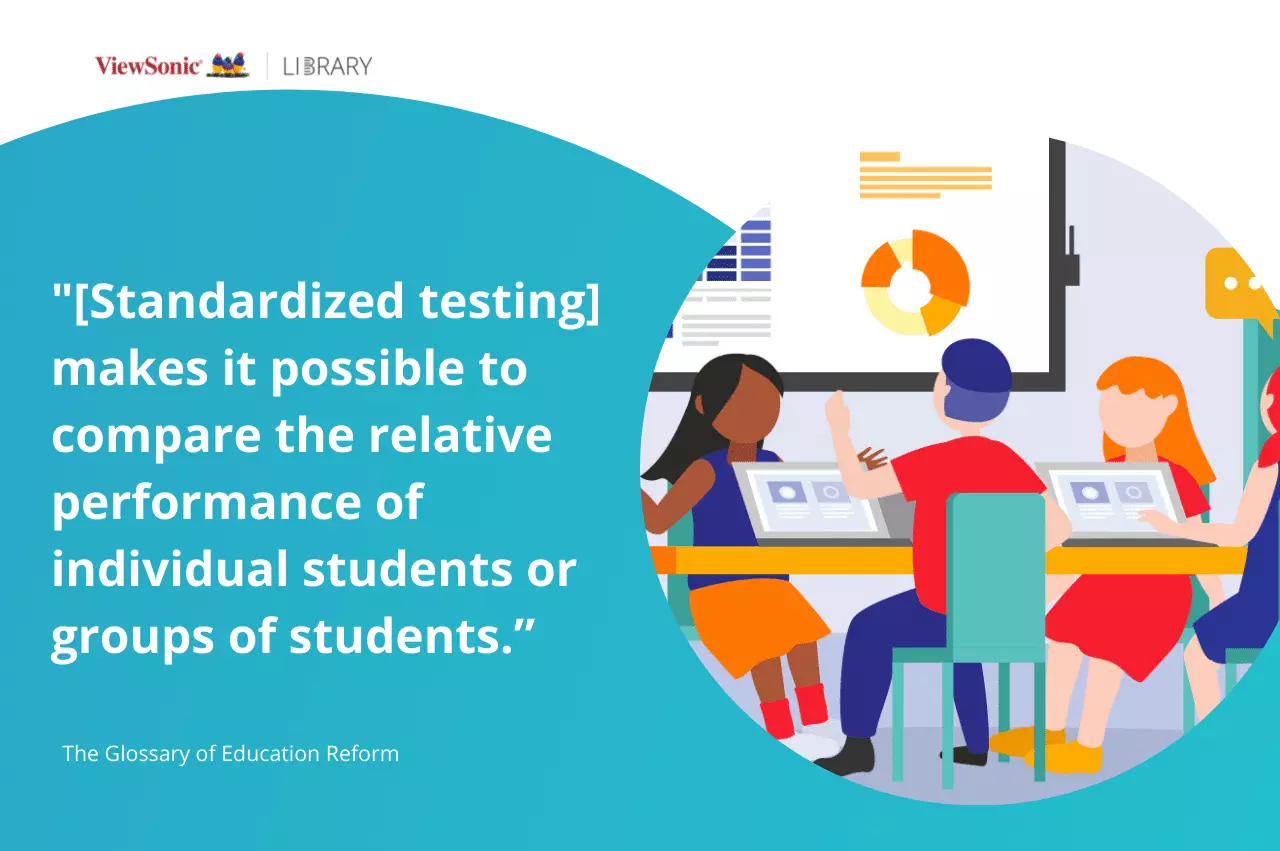 ViewSonic LIBRARY
"[Standardized testing]
makes it possible to
compare the relative
performance of
individual students or
groups of students.”
The Glossary of Education Reform